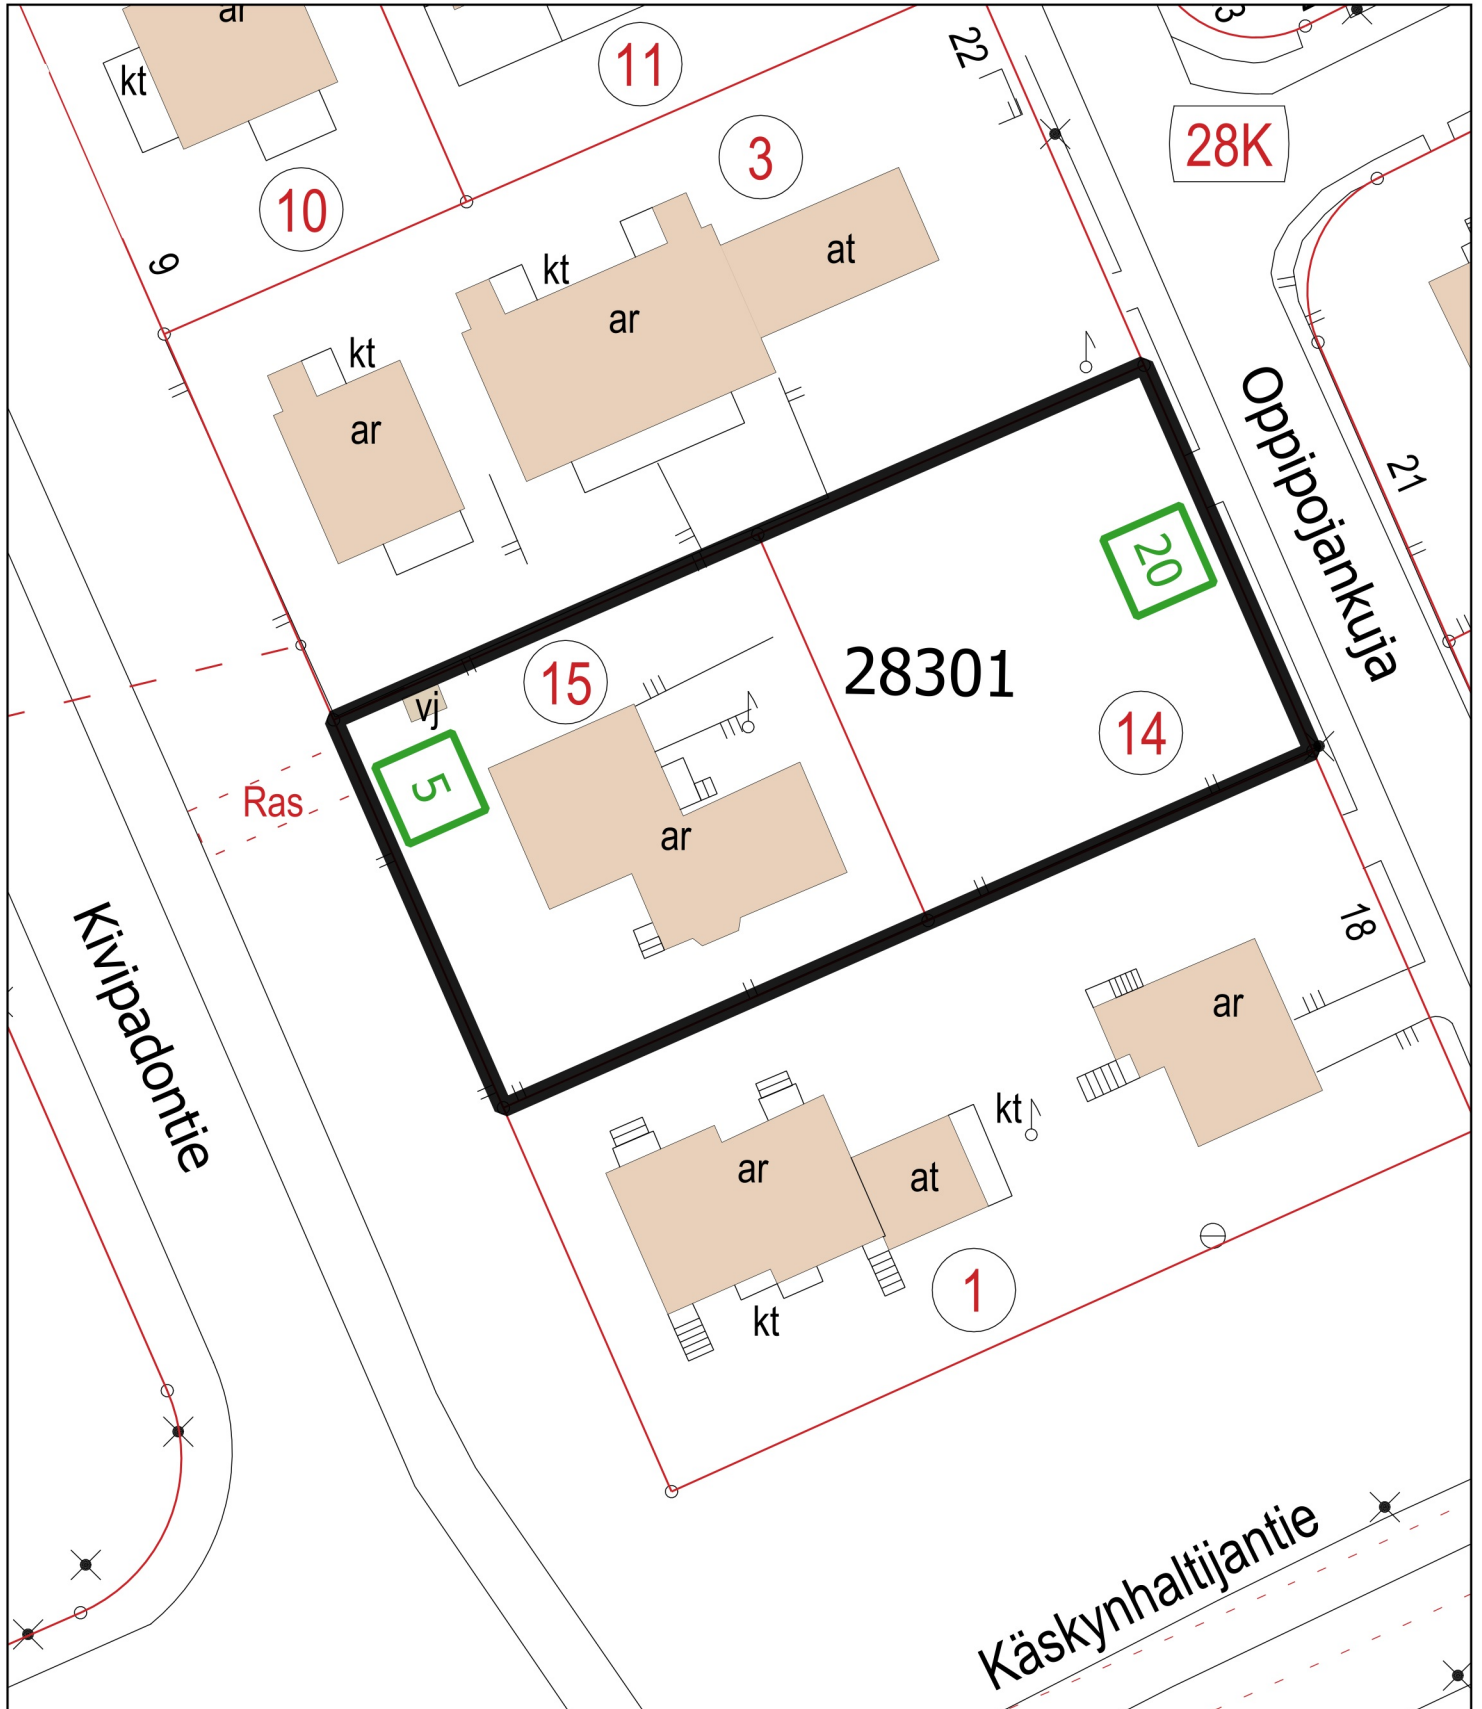 ar
kt
11
22
3
28K
3
10
9
kt
at
ar
kt
ar
Oppipojankuja
21
20
15
28301
vj
14
5
Ras
ar
Kivipadontie
18
ar
kt
ar
at
1
kt
Käskynhaltijantie